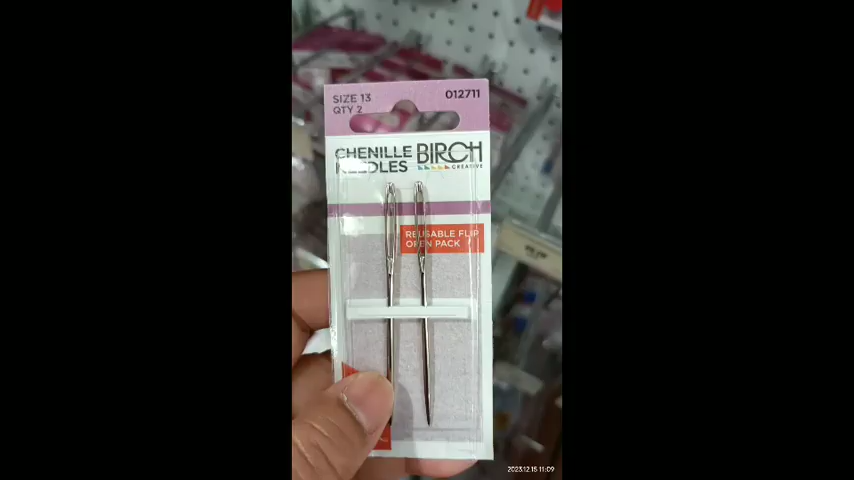 SIZE 13
QTY 2
012711
CHENILLE
NEEDLES
BIRCH
CREATIVE
REUSABLE FLIP
OPEN PACK
2023.12.15 11:09